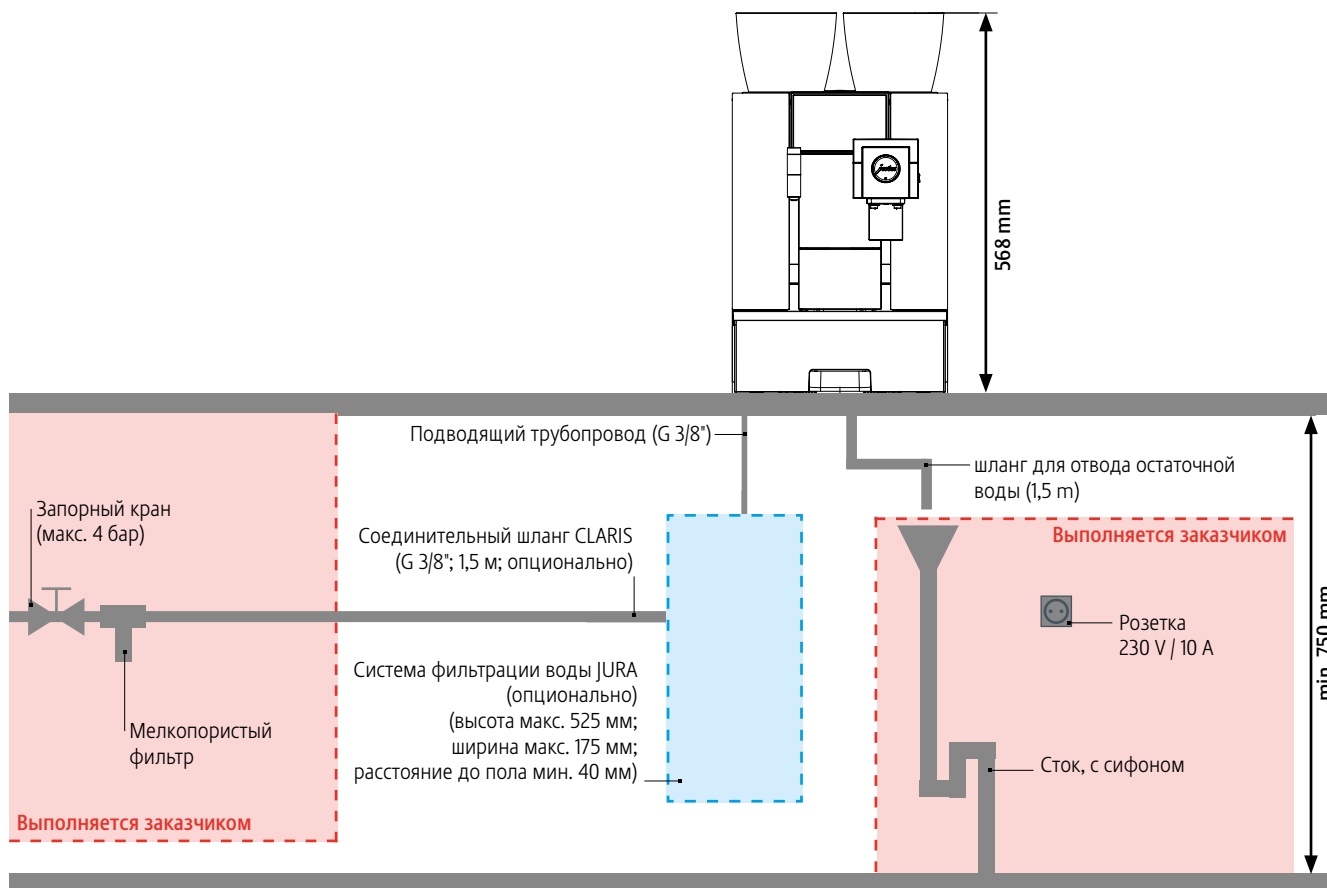 568 mm
Подводящий трубопровод (G 3/8")
шланг для отвода остаточной
воды (1,5 m)
Запорный кран
(макс. 4 бар)
Соединительный шланг CLARIS
(G 3/8"; 1,5 м; опционально)
Выполняется заказчиком
Розетка
230 V / 10 A
min. 750 mm
Система фильтрации воды JURA
(опционально)
(высота макс. 525 мм;
ширина макс. 175 мм;
расстояние до пола мин. 40 мм)
Мелкопористый
фильтр
Сток, с сифоном
Выполняется заказчиком
jura